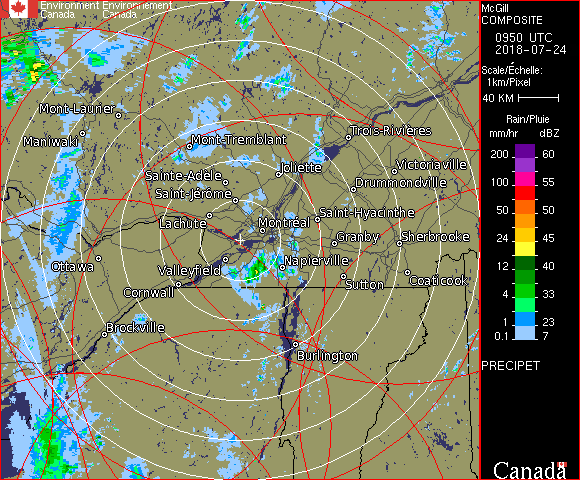 Environment Environnement
Canada Canada
McGill
COMPOSITE
0950 UTC
2018-07-24
Scale/Échelle:
1km/Pixel
40 KM
Rain/Pluie
mm/hr dBZ
200 60
100 55
50 50
24 45
12 40
4 33
1 23
0.1 7
PRECIPET
Canada
Mont-Laurier
Maniwaki
Mont-Tremblant
Trois-Rivières
Sainte-Adèle
Joliette
Victoriaville
Saint-Jérôme
Drummondville
Lachute
Montréal
Saint-Hyacinthe
Granby
Sherbrooke
Ottawa
Valleyfield
Napierville
Cornwall
Sutton
Coaticook
Brockville
Burlington